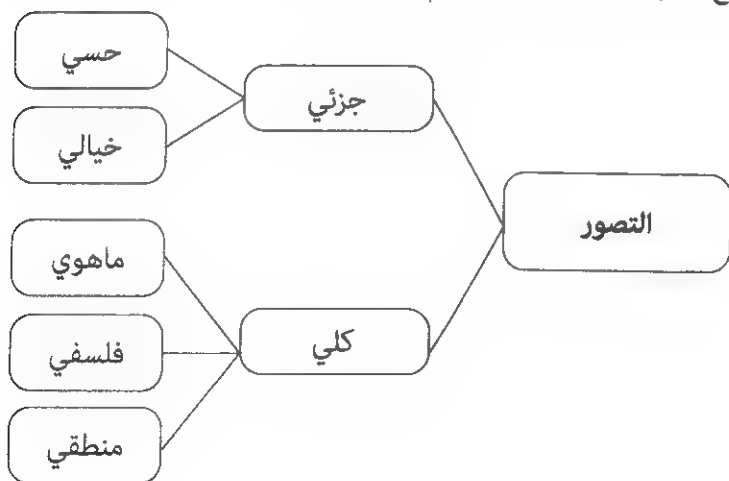 التصور
جزئي
حسي
خيالي
كلي
ماهوي
فلسفي
منطقي